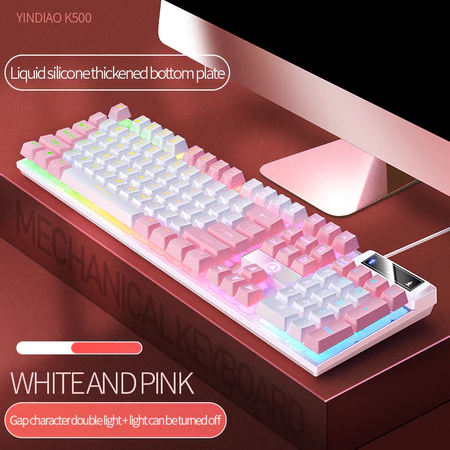 YINDIAO K500
Liquid silicone thickened bottom plate
MECHANICAL KEYBOARD
WHITE AND PINK
Gap character double light + light can be turned off